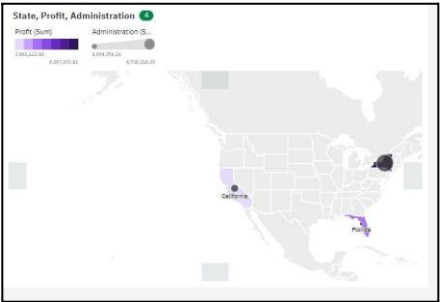 State, Profit, Administration 4
Profit (Sum)
Administration (S...
California
Florida